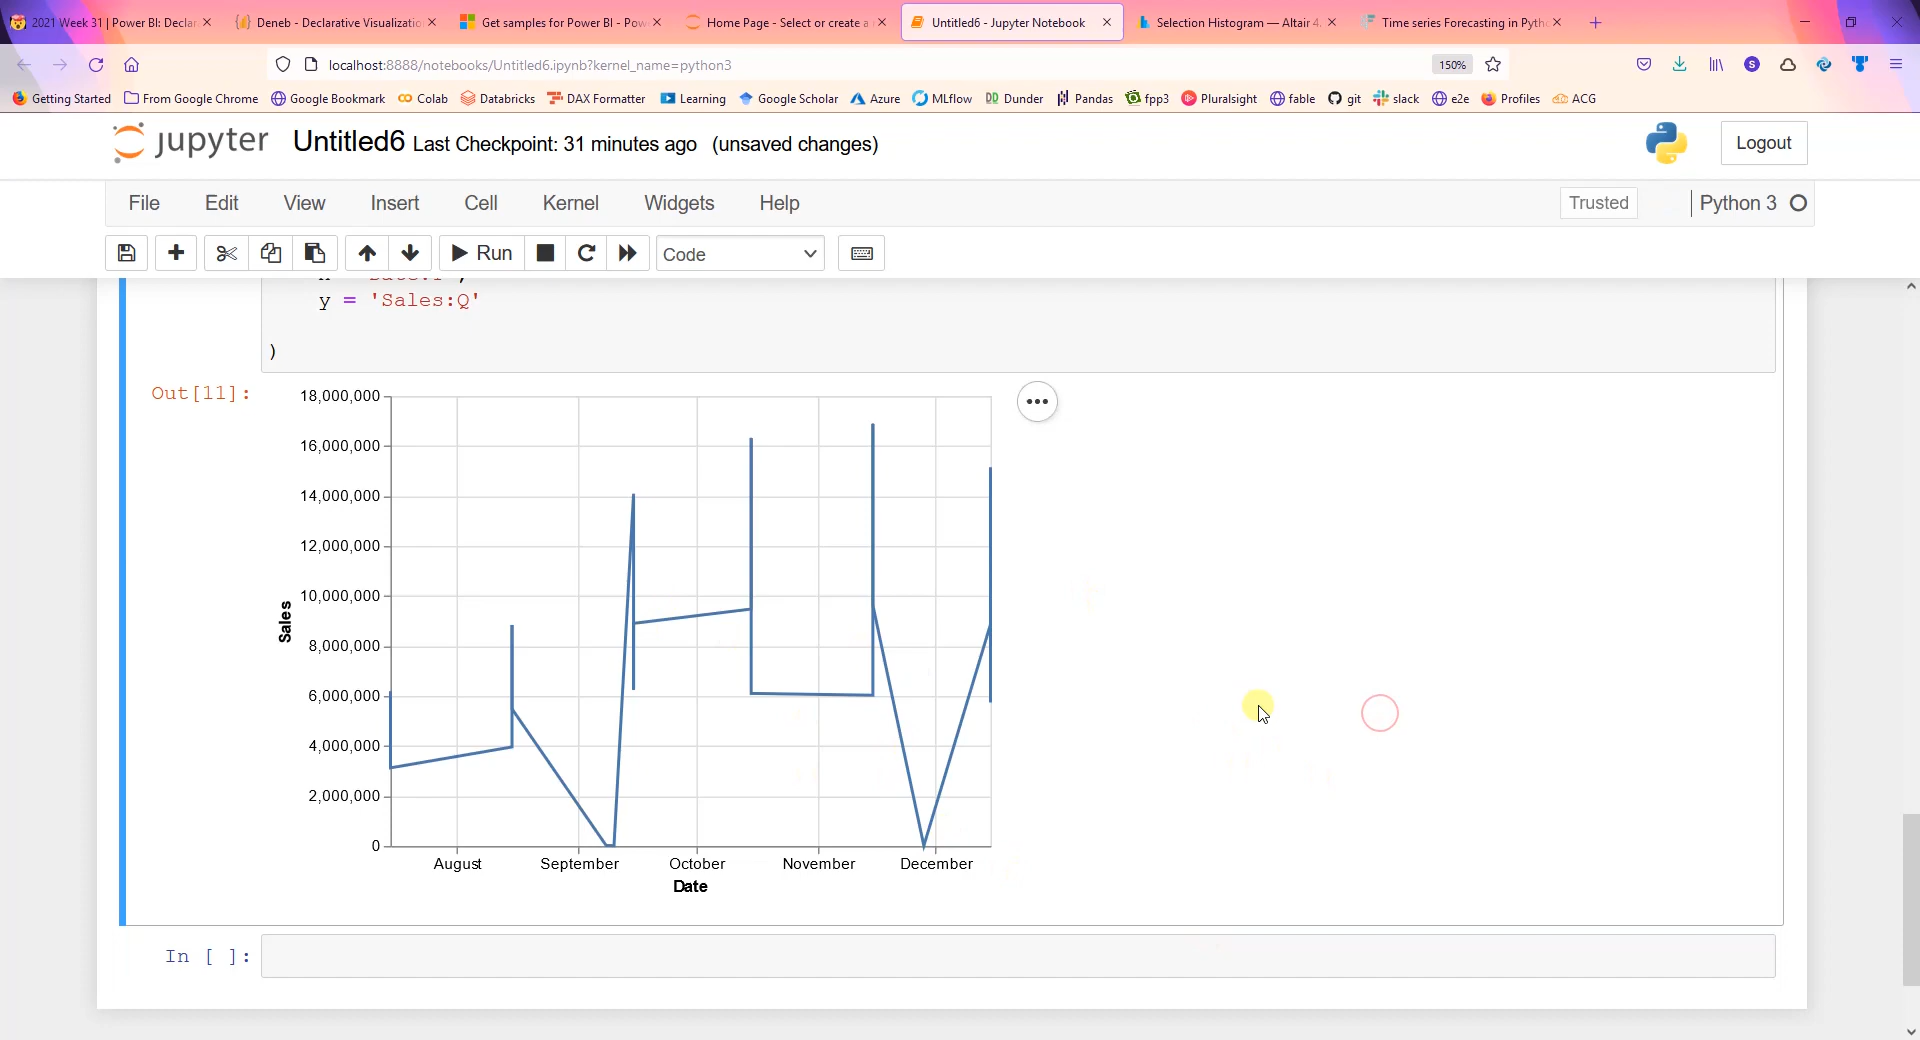 2021 Week 31 | Power BI: Declar
Deneb - Declarative Visualizatio
Get samples for Power BI - Pow
Home Page - Select or create a
Untitled6 - Jupyter Notebook
Selection Histogram — Altair 4.
Time series Forecasting in Pyth
localhost:8888/notebooks/Untitled6.ipynb?kernel_name=python3
150%
Getting Started From Google Chrome Google Bookmark Colab Databricks DAX Formatter Learning Google Scholar Azure MLflow Dunder Pandas fpp3 Pluralsight fable git slack e2e Profiles ACG
jupyter Untitled6 Last Checkpoint: 31 minutes ago (unsaved changes)
Logout
File Edit View Insert Cell Kernel Widgets Help
Trusted
Python 3
Run
Code
y = 'Sales:Q'
)
Out[11]:
18,000,000
16,000,000
14,000,000
12,000,000
10,000,000
8,000,000
6,000,000
4,000,000
2,000,000
0
Sales
August September October November December
Date
In [ ]: